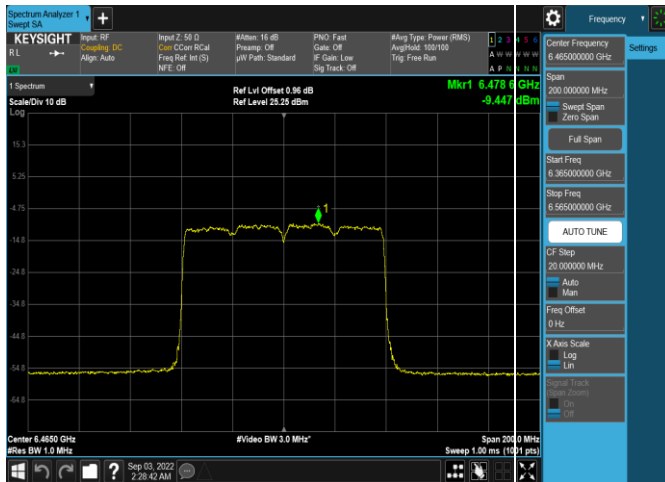 Spectrum Analyzer 1
Swept SA
+
Frequency
KEYSIGHT
RL
LXI
Input: RF
Coupling: DC
Align: Auto
Input Z: 50 Ω
Corr CCorr RCal
Freq Ref: Int (S)
NFE: Off
#Atten: 16 dB
Preamp: Off
µW Path: Standard
PNO: Fast
Gate: Off
IF Gain: Low
Sig Track: Off
#Avg Type: Power (RMS)
Avg|Hold: 100/100
Trig: Free Run
1 2 3 4 5 6
A W W W W W
A P N N N N
1 Spectrum
Scale/Div 10 dB
Log
Ref Lvl Offset 0.96 dB
Ref Level 25.25 dBm
Mkr1 6.478 6 GHz
-9.447 dBm
15.3
5.25
-4.75
-14.8
-24.8
-34.8
-44.8
-54.8
-64.8
1
Center 6.4650 GHz
#Res BW 1.0 MHz
#Video BW 3.0 MHz*
Span 200.0 MHz
Sweep 1.00 ms (1001 pts)
Sep 03, 2022
2:28:42 AM
Center Frequency
6.465000000 GHz
Span
200.000000 MHz
Swept Span
Zero Span
Full Span
Start Freq
6.365000000 GHz
Stop Freq
6.565000000 GHz
AUTO TUNE
CF Step
20.000000 MHz
Auto
Man
Freq Offset
0 Hz
X Axis Scale
Log
Lin
Signal Track
(Span Zoom)
On
Off
Settings